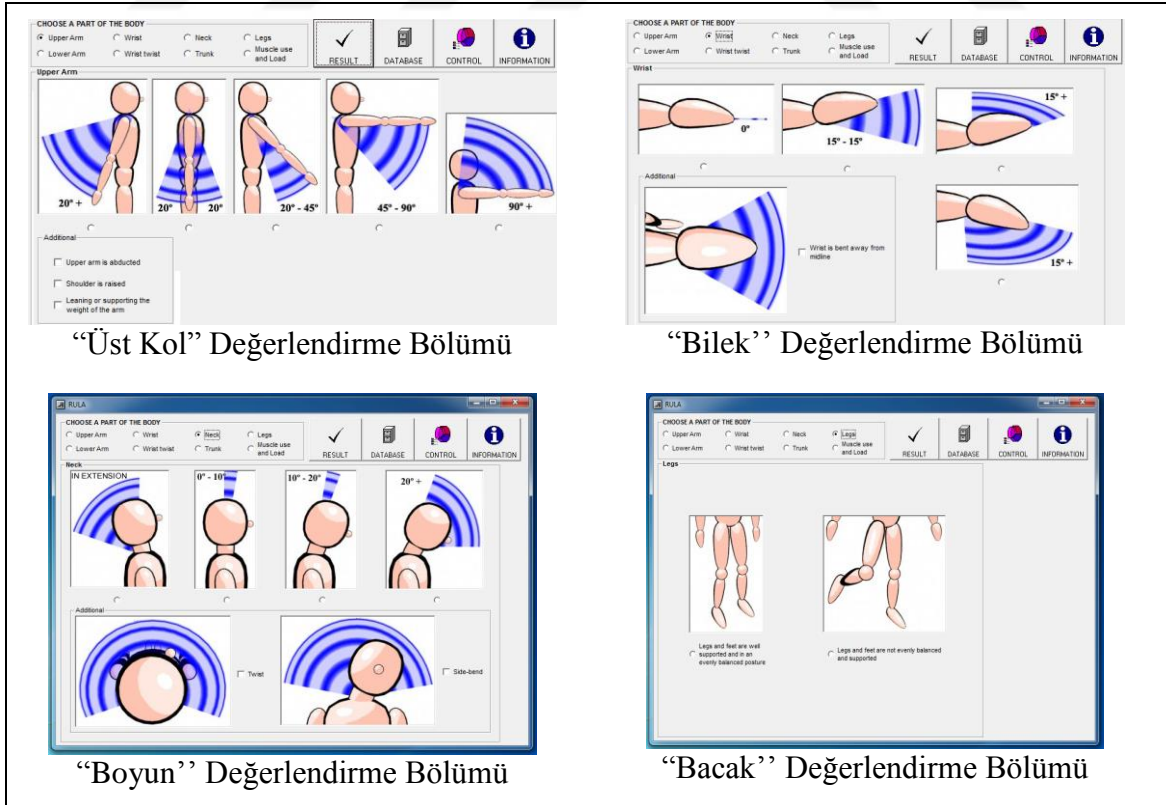 CHOOSE A PART OF THE BODY
Upper Arm Wrist Neck Legs
Lower Arm Wrist twist Trunk Muscle use and Load
RESULT DATABASE CONTROL INFORMATION
Upper Arm
20° + 20° 20° 20° - 45° 45° - 90° 90° +
Additional
Upper arm is abducted
Shoulder is raised
Leaning or supporting the
weight of the arm
“Üst Kol” Değerlendirme Bölümü
CHOOSE A PART OF THE BODY
Upper Arm Wrist Neck Legs
Lower Arm Wrist twist Trunk Muscle use and Load
RESULT DATABASE CONTROL INFORMATION
Wrist
0° 15° - 15° 15° +
Additional
Wrist is bent away from
midline
15° +
“Bilek’’ Değerlendirme Bölümü
RULA
CHOOSE A PART OF THE BODY
Upper Arm Wrist Neck Legs
Lower Arm Wrist twist Trunk Muscle use and Load
RESULT DATABASE CONTROL INFORMATION
Neck
IN EXTENSION 0° - 10° 10° - 20° 20° +
Additional
Twist Side-bend
“Boyun’’ Değerlendirme Bölümü
RULA
CHOOSE A PART OF THE BODY
Upper Arm Wrist Neck Legs
Lower Arm Wrist twist Trunk Muscle use and Load
RESULT DATABASE CONTROL INFORMATION
Legs
Legs and feet are well
supported and in an
evenly balanced posture
Legs and feet are not evenly balanced
and supported
“Bacak’’ Değerlendirme Bölümü